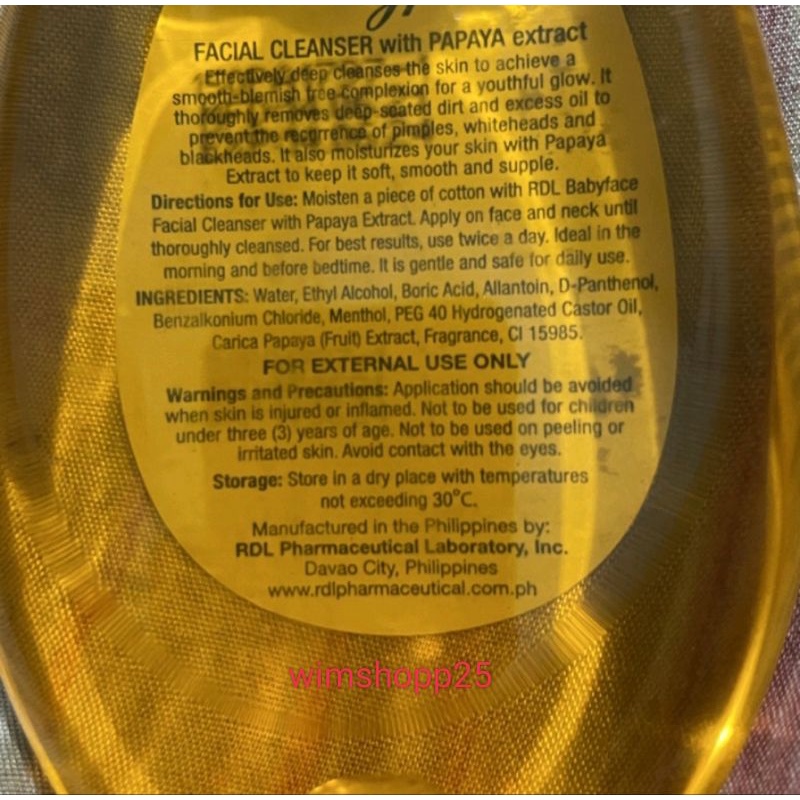 FACIAL CLEANSER with PAPAYA extract
Effectively deep cleanses the skin to achieve a
smooth-blemish free complexion for a youthful glow. It
thoroughly removes deep-seated dirt and excess oil to
prevent the recurrence of pimples, whiteheads and
blackheads. It also moisturizes your skin with Papaya
Extract to keep it soft, smooth and supple.
Directions for Use: Moisten a piece of cotton with RDL Babyface
Facial Cleanser with Papaya Extract. Apply on face and neck until
thoroughly cleansed. For best results, use twice a day. Ideal in the
morning and before bedtime. It is gentle and safe for daily use.
INGREDIENTS: Water, Ethyl Alcohol, Boric Acid, Allantoin, D-Panthenol,
Benzalkonium Chloride, Menthol, PEG 40 Hydrogenated Castor Oil,
Carica Papaya (Fruit) Extract, Fragrance, CI 15985.
FOR EXTERNAL USE ONLY
Warnings and Precautions: Application should be avoided
when skin is injured or inflamed. Not to be used for children
under three (3) years of age. Not to be used on peeling or
irritated skin. Avoid contact with the eyes.
Storage: Store in a dry place with temperatures
not exceeding 30°C.
Manufactured in the Philippines by:
RDL Pharmaceutical Laboratory, Inc.
Davao City, Philippines
www.rdlpharmaceutical.com.ph
wimshopp25